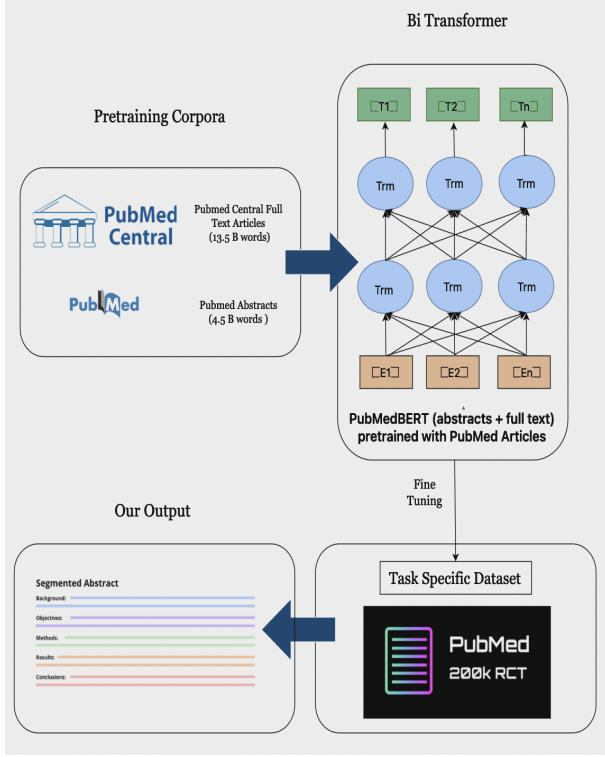 Bi Transformer
Pretraining Corpora
PubMed
Central
Pubmed Central Full
Text Articles
(13.5 B words)
PubMed
Pubmed Abstracts
(4.5 B words )
□T1□ □T2□ □Tn□
Trm Trm Trm
Trm Trm Trm
□E1□ □E2□ □En□
PubMedBERT (abstracts + full text)
pretrained with PubMed Articles
Fine
Tuning
Our Output
Segmented Abstract
Background:
Objectives:
Methods:
Results:
Conclusions:
Task Specific Dataset
PubMed
200k RCT